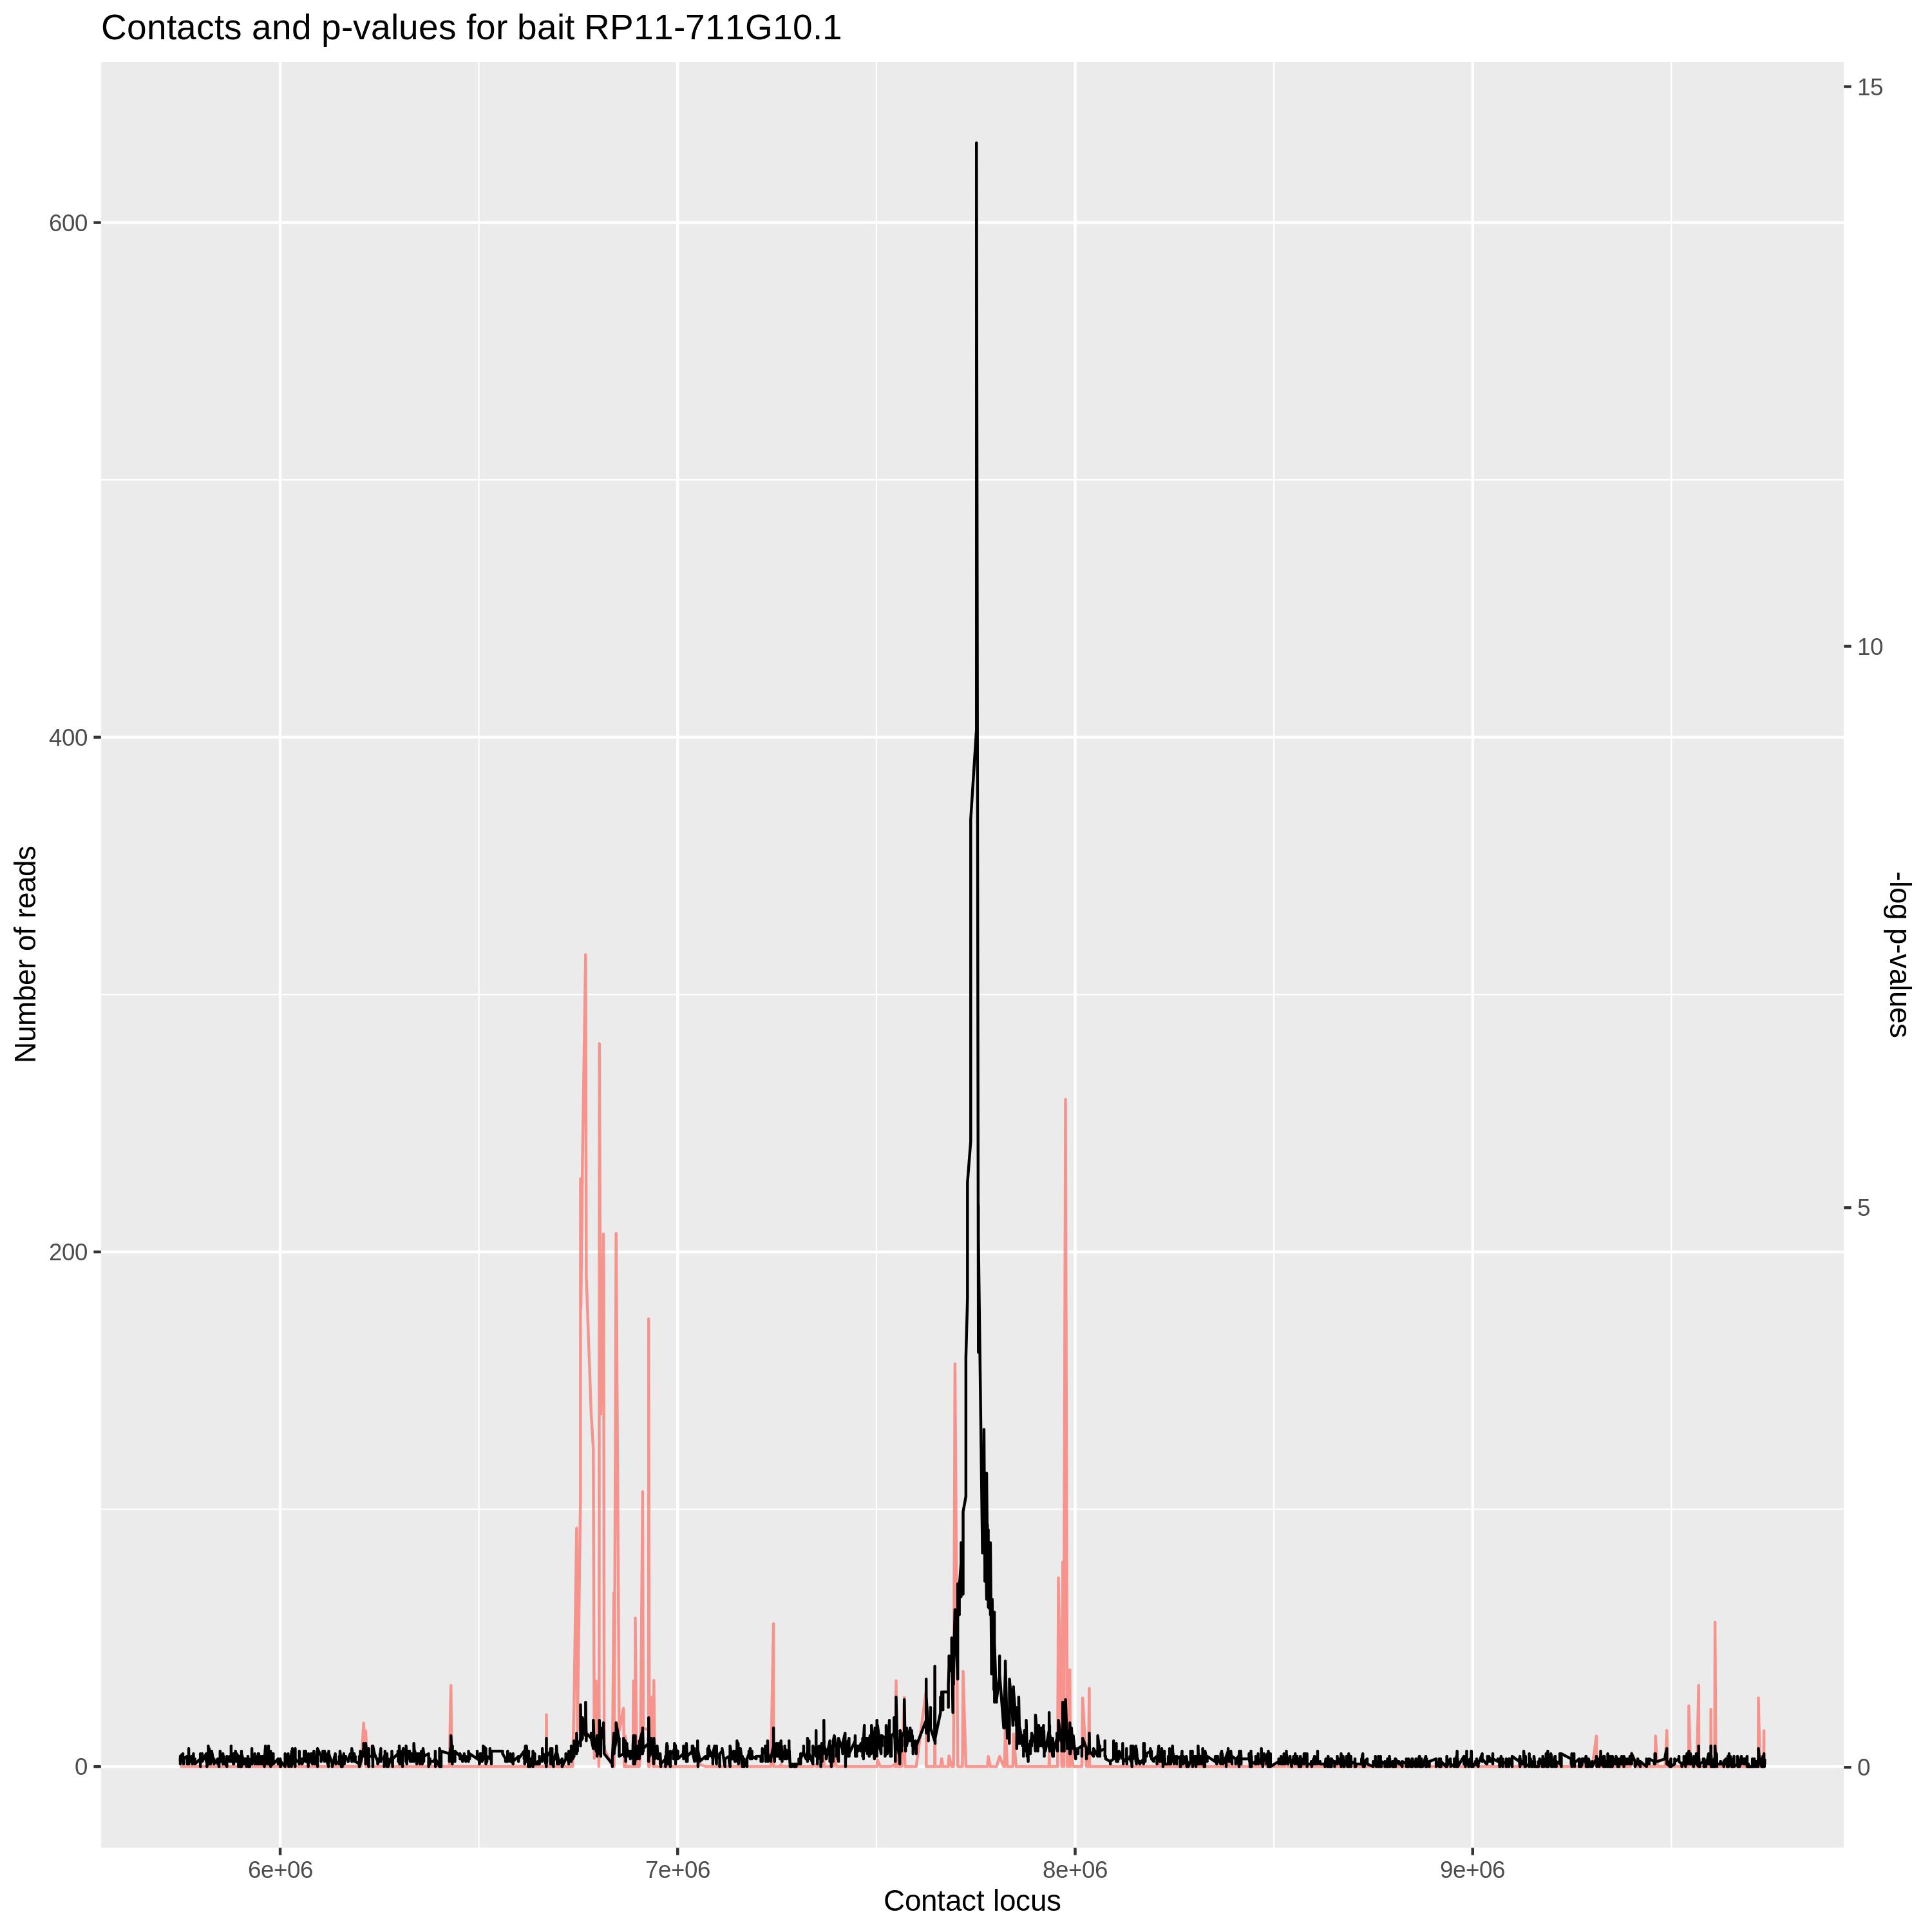 Contacts and p-values for bait RP11-711G10.1
15
600
10
400
Number of reads
-log p-values
5
200
0
0
6e+06
7e+06
8e+06
9e+06
Contact locus